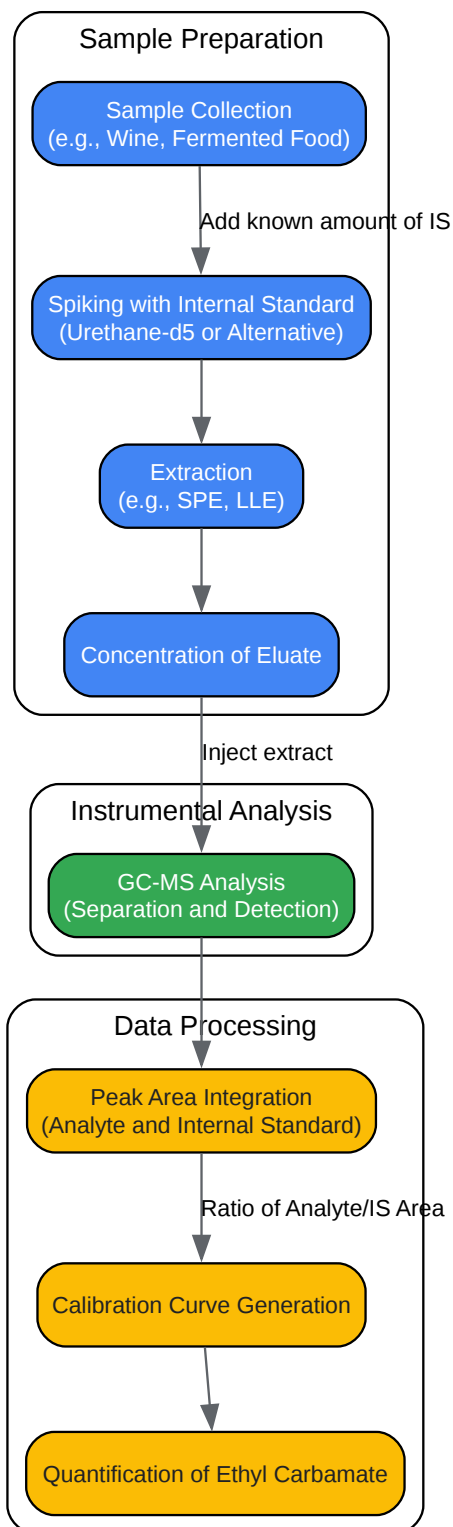 Sample Preparation
Sample Collection
(e.g., Wine, Fermented Food)
Add known amount of IS
Spiking with Internal Standard
(Urethane-d5 or Alternative)
Extraction
(e.g., SPE, LLE)
Concentration of Eluate
Inject extract
Instrumental Analysis
GC-MS Analysis
(Separation and Detection)
Data Processing
Peak Area Integration
(Analyte and Internal Standard)
Ratio of Analyte/IS Area
Calibration Curve Generation
Quantification of Ethyl Carbamate